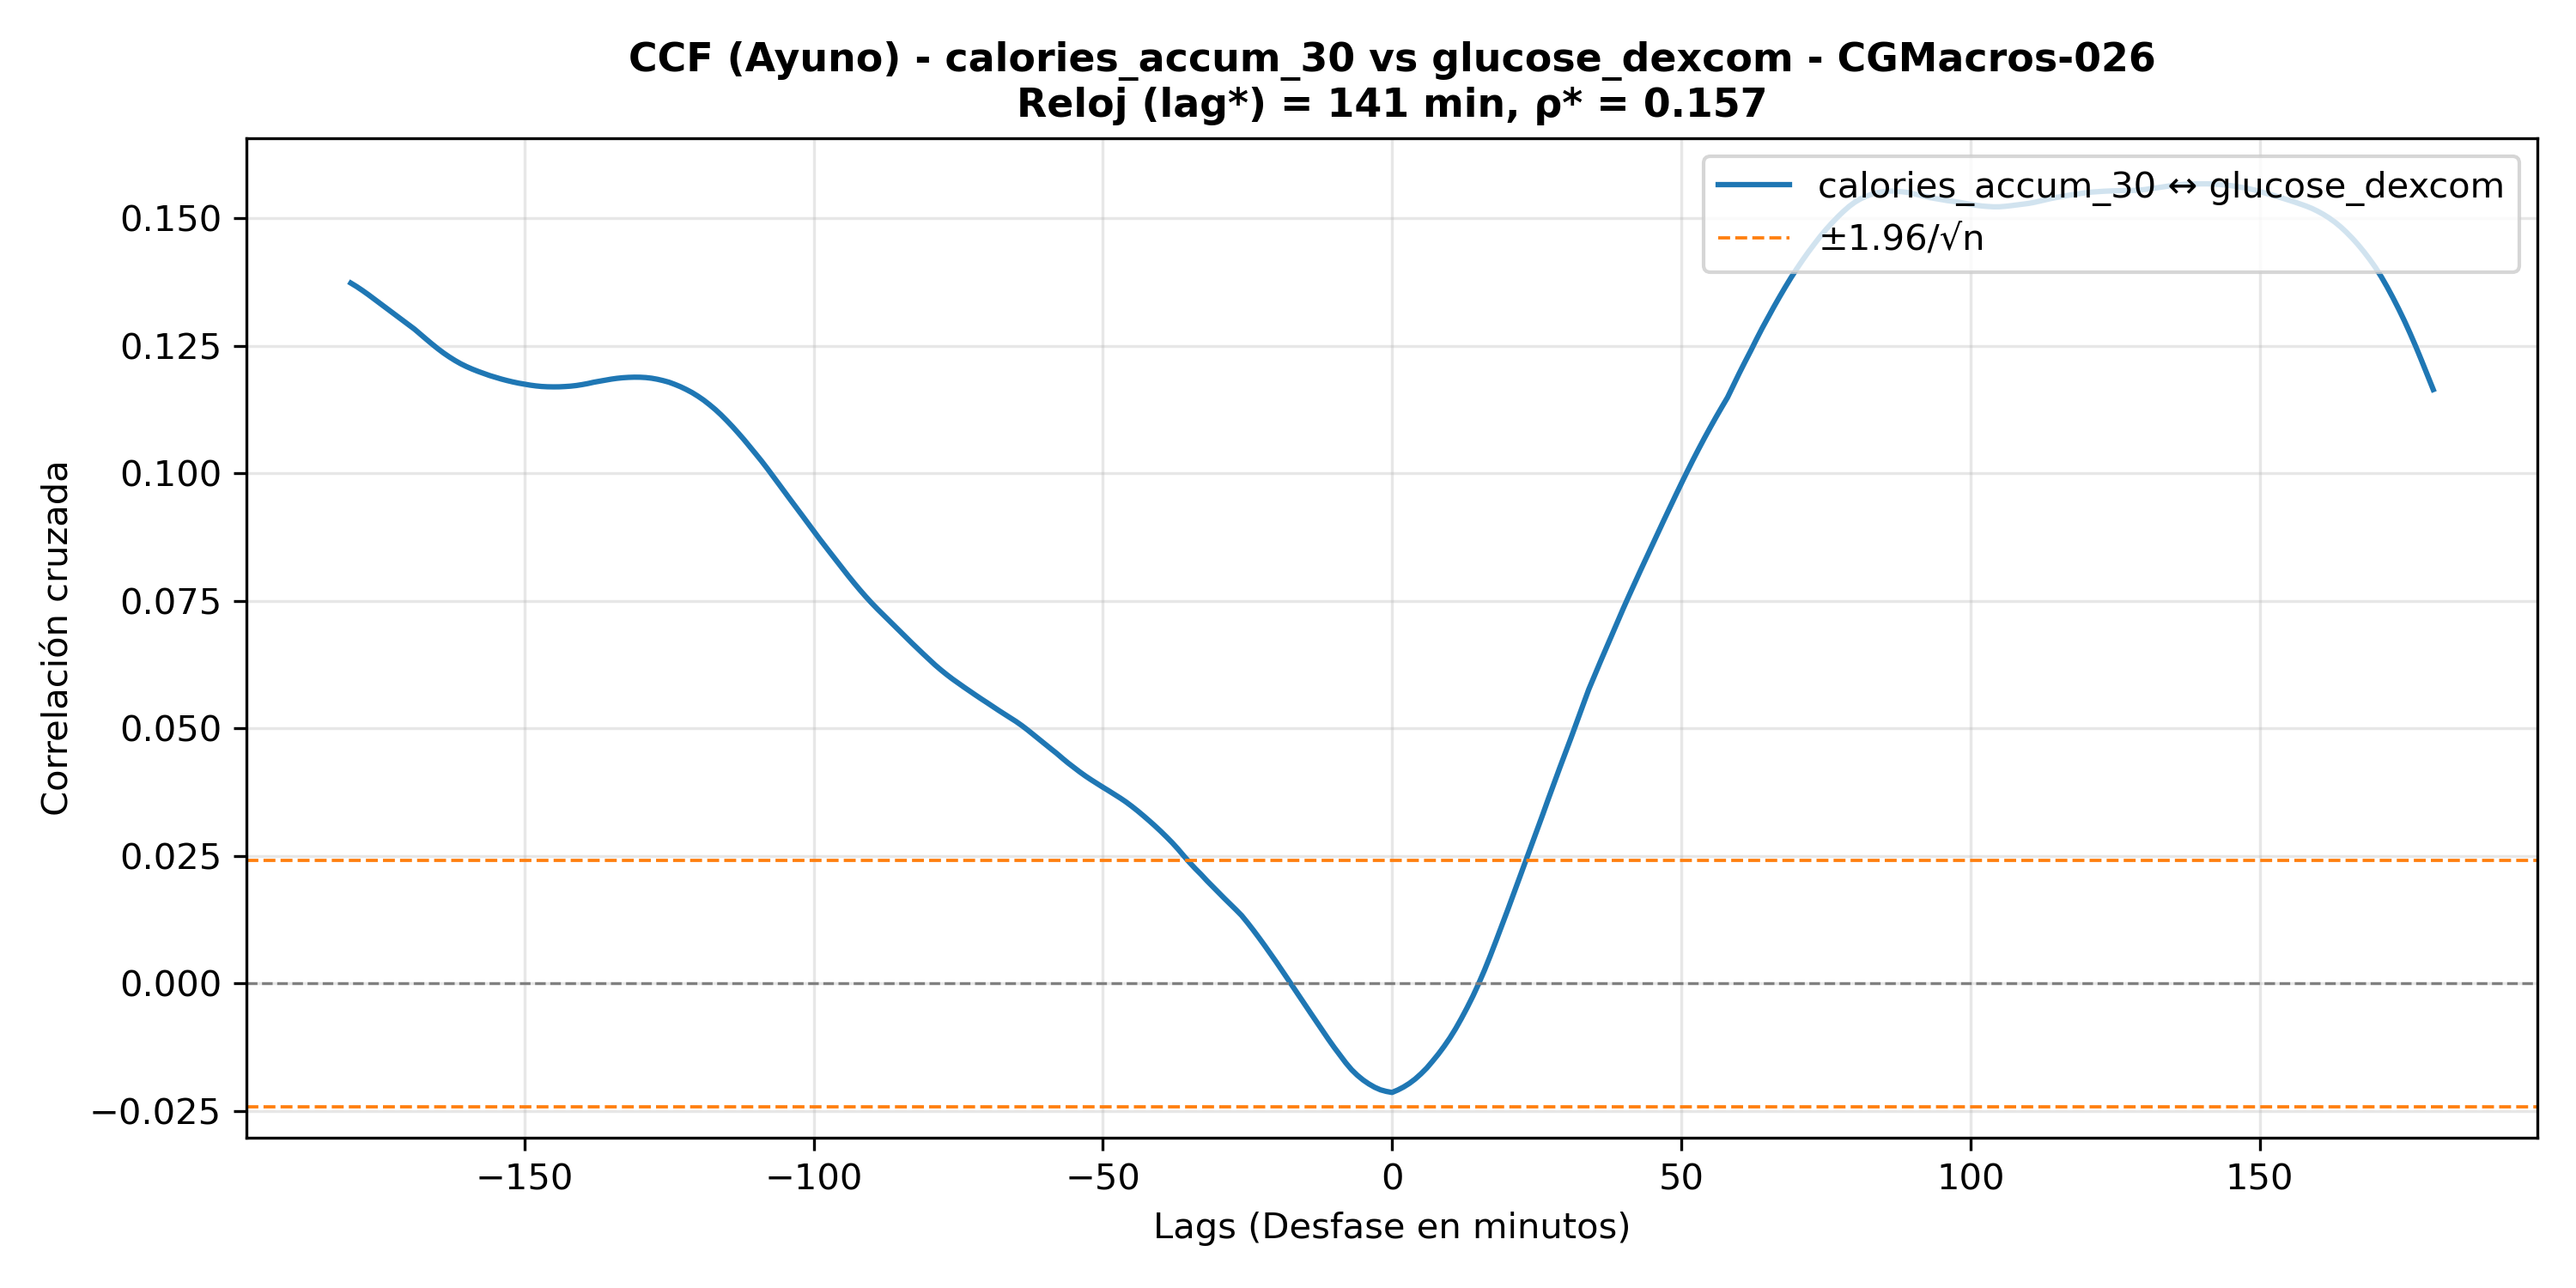 CCF (Ayuno) - calories_accum_30 vs glucose_dexcom - CGMacros-026
Reloj (lag*) = 141 min, ρ* = 0.157
calories_accum_30 ↔ glucose_dexcom
±1.96/√n
Correlación cruzada
0.150
0.125
0.100
0.075
0.050
0.025
0.000
−0.025
−150 −100 −50 0 50 100 150
Lags (Desfase en minutos)